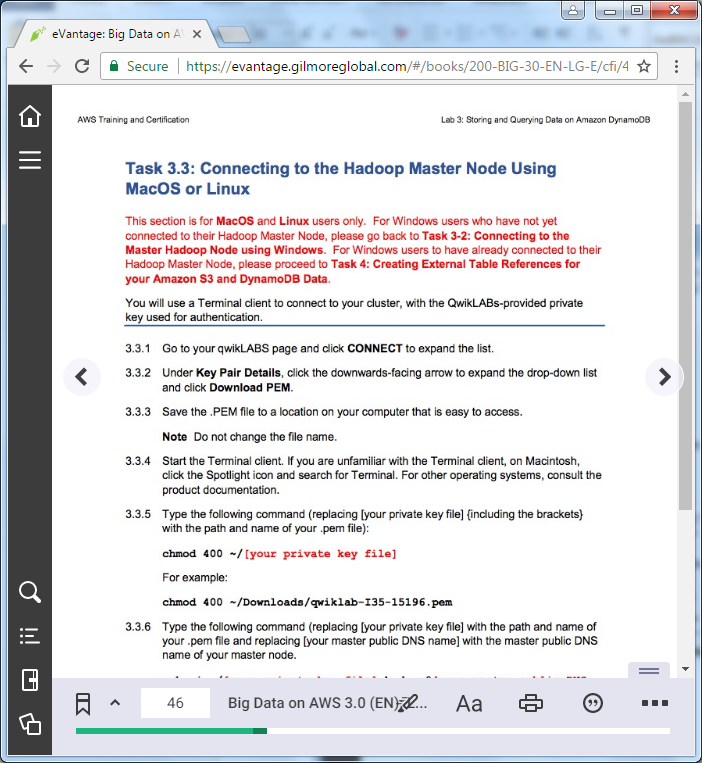 eVantage: Big Data on A
Secure
https://evantage.gilmoreglobal.com/#/books/200-BIG-30-EN-LG-E/cfi/4
AWS Training and Certification
Lab 3: Storing and Querying Data on Amazon DynamoDB
Task 3.3: Connecting to the Hadoop Master Node Using
MacOS or Linux
This section is for MacOS and Linux users only. For Windows users who have not yet
connected to their Hadoop Master Node, please go back to Task 3-2: Connecting to the
Master Hadoop Node using Windows. For Windows users to have already connected to their
Hadoop Master Node, please proceed to Task 4: Creating External Table References for
your Amazon S3 and DynamoDB Data.
You will use a Terminal client to connect to your cluster, with the QwikLABs-provided private
key used for authentication.
3.3.1 Go to your qwikLABS page and click CONNECT to expand the list.
3.3.2 Under Key Pair Details, click the downwards-facing arrow to expand the drop-down list
and click Download PEM.
3.3.3 Save the .PEM file to a location on your computer that is easy to access.
Note Do not change the file name.
3.3.4 Start the Terminal client. If you are unfamiliar with the Terminal client, on Macintosh,
click the Spotlight icon and search for Terminal. For other operating systems, consult the
product documentation.
3.3.5 Type the following command (replacing [your private key file] {including the brackets}
with the path and name of your .pem file):
chmod 400 ~/[your private key file]
For example:
chmod 400 ~/Downloads/qwiklab-I35-15196.pem
3.3.6 Type the following command (replacing [your private key file] with the path and name of
your .pem file and replacing [your master public DNS name] with the master public DNS
name of your master node.
46
Big Data on AWS 3.0 (EN)
Aa